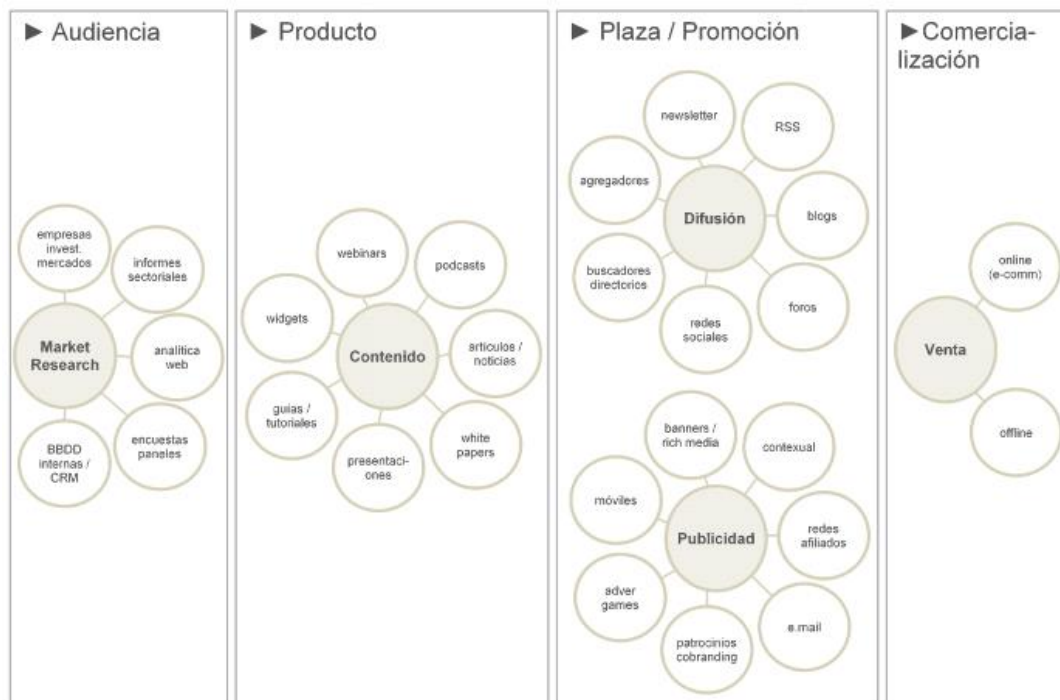 ► Audiencia
empresas
invest.
mercados
informes
sectoriales
Market
Research
analítica
web
BBDD
internas /
CRM
encuestas
paneles
► Producto
webinars
podcasts
widgets
Contenido
artículos /
noticias
guías /
tutoriales
white
papers
presentaci-
ones
► Plaza / Promoción
newsletter
RSS
agregadores
Difusión
blogs
buscadores
directorios
foros
redes
sociales
banners /
rich media
contexual
móviles
Publicidad
redes
afiliados
adver
games
e.mail
patrocinios
cobranding
►Comercia-
lización
online
(e-comm)
Venta
offline